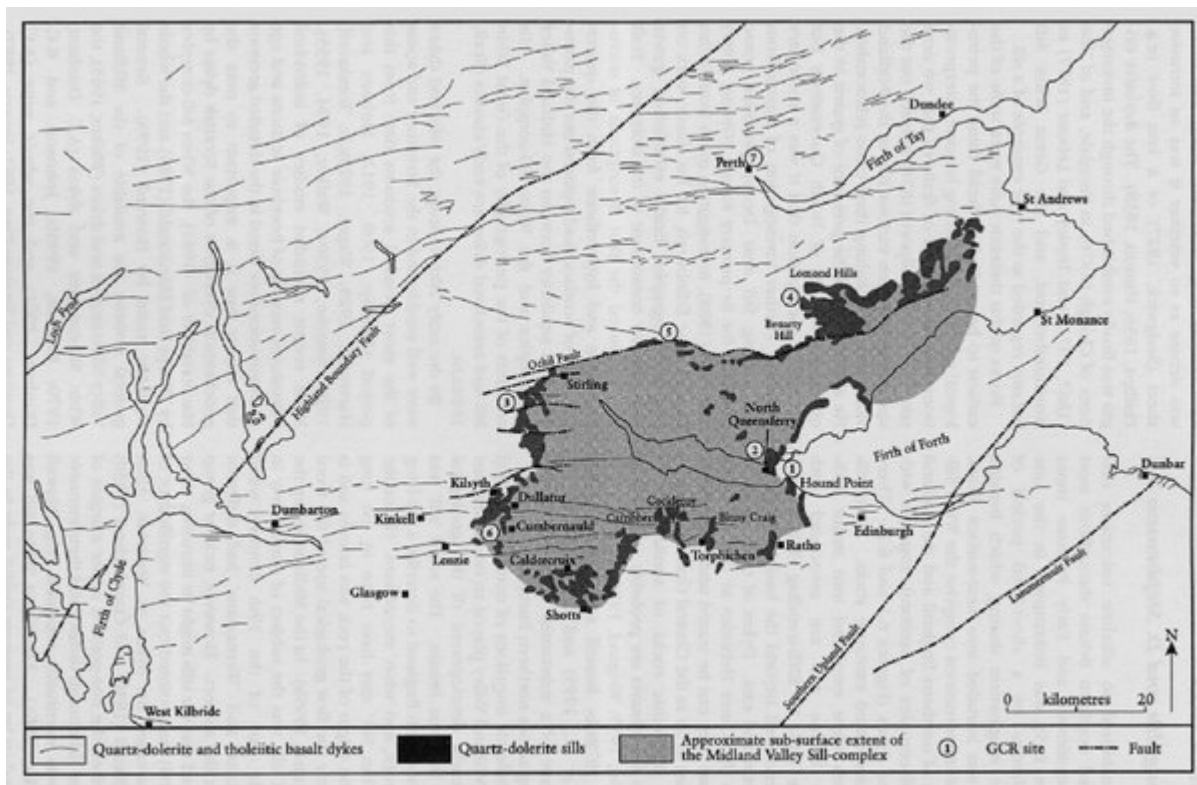 Dundee
Firth of Tay
Perth
7
St Andrews
Loch Fyne
Highland Boundary Fault
Lomond Hills
4
Benarty
Hill
St Monance
5
Ochil Fault
Stirling
3
North
Queensferry
2
1
Firth of Forth
Hound Point
Dunbar
Kilsyth
Dullatur
Dumbarton
Kinkell
Cumbernauld
6
Cockleroy
Binny Craig
Edinburgh
Ratho
Torphichen
Lenzie
Caldercruix
Glasgow
Shotts
Firth of Clyde
Lammermuir Fault
Southern Upland Fault
N
West Kilbride
0 kilometres 20
Quartz-dolerite and tholeiitic basalt dykes
Quartz-dolerite sills
Approximate sub-surface extent of
the Midland Valley Sill-complex
1 GCR site
Fault